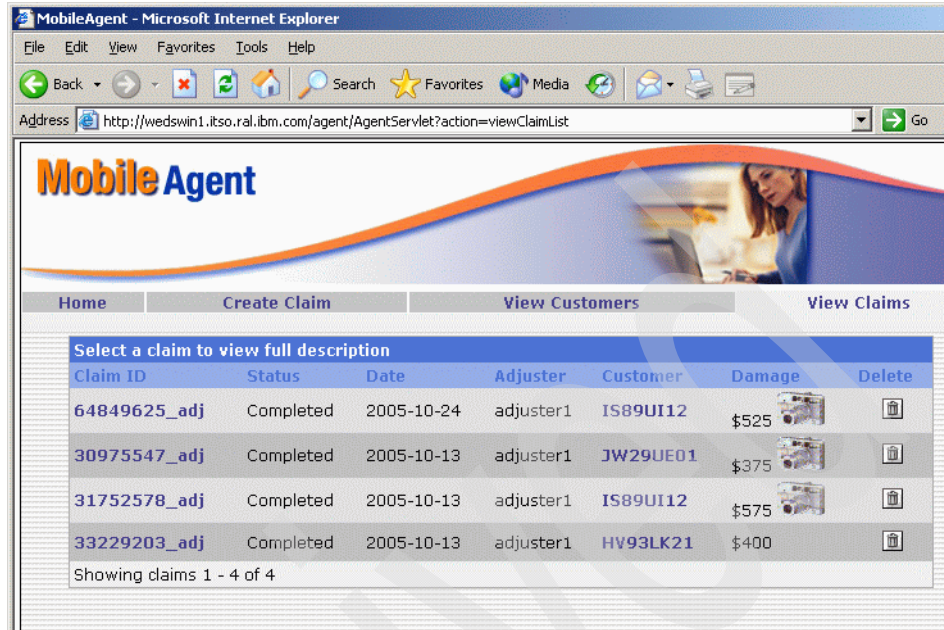 MobileAgent - Microsoft Internet Explorer
File Edit View Favorites Tools Help
Back Search Favorites Media
Address http://wedswin1.itso.ral.ibm.com/agent/AgentServlet?action=viewClaimList Go
Mobile Agent
Home Create Claim View Customers View Claims
Select a claim to view full description
Claim ID Status Date Adjuster Customer Damage Delete
64849625_adj Completed 2005-10-24 adjuster1 IS89UI12 $525
30975547_adj Completed 2005-10-13 adjuster1 JW29UE01 $375
31752578_adj Completed 2005-10-13 adjuster1 IS89UI12 $575
33229203_adj Completed 2005-10-13 adjuster1 HV93LK21 $400
Showing claims 1 - 4 of 4